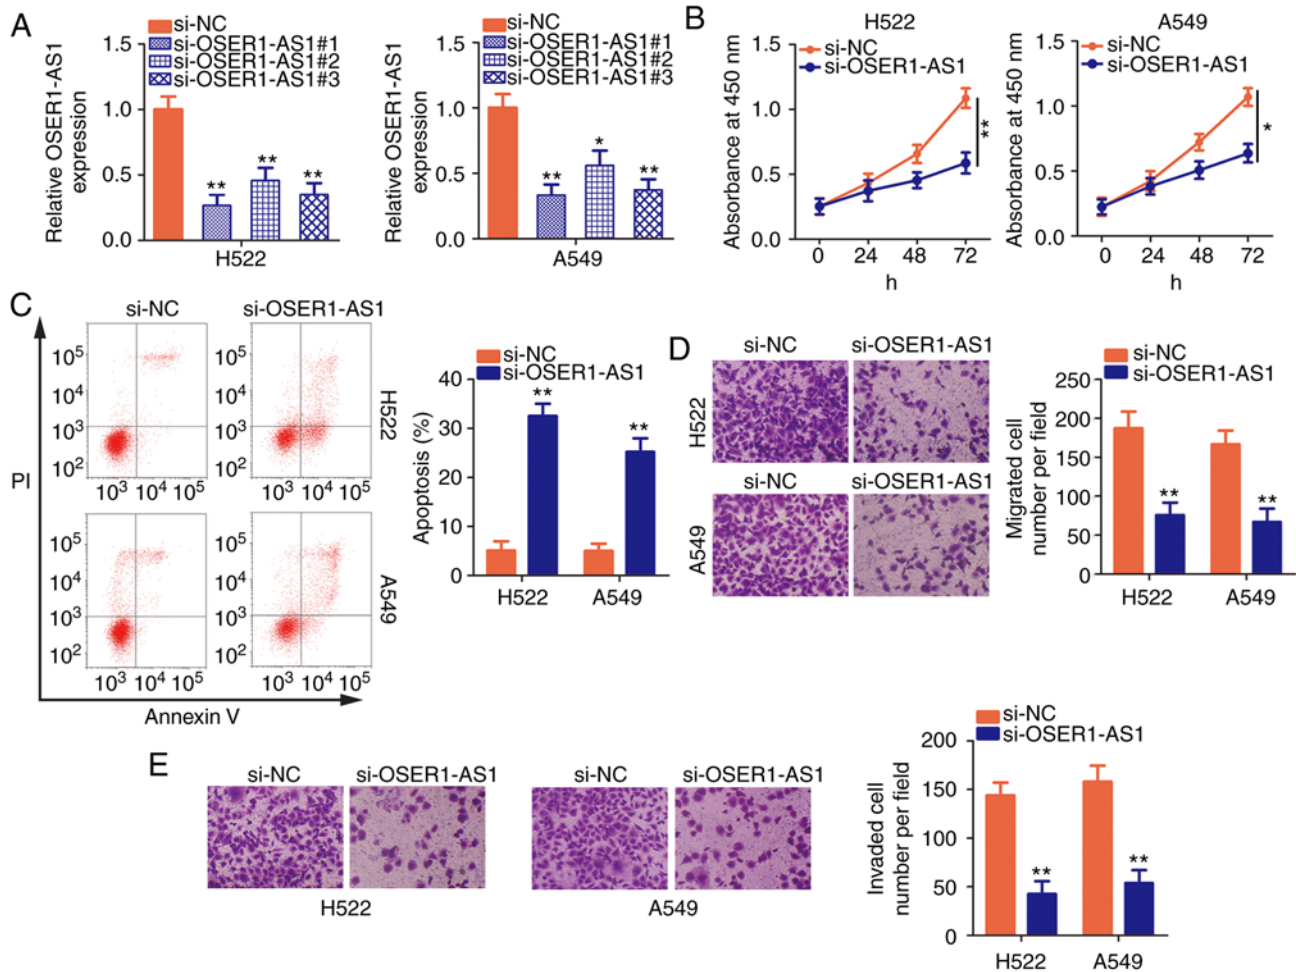 A
si-NC
si-OSER1-AS1#1
si-OSER1-AS1#2
si-OSER1-AS1#3
Relative OSER1-AS1
expression
1.5
1.0
0.5
0.0
**
**
**
H522
si-NC
si-OSER1-AS1#1
si-OSER1-AS1#2
si-OSER1-AS1#3
Relative OSER1-AS1
expression
1.5
1.0
0.5
0.0
**
*
**
A549
B
H522
si-NC
si-OSER1-AS1
Absorbance at 450 nm
1.5
1.0
0.5
0.0
**
0 24 48 72
h
A549
si-NC
si-OSER1-AS1
Absorbance at 450 nm
1.5
1.0
0.5
0.0
*
0 24 48 72
h
C
si-NC
si-OSER1-AS1
10⁵
10⁴
10³
10²
10³ 10⁴ 10⁵
10⁵
10⁴
10³
10²
10³ 10⁴ 10⁵
H522
PI
10⁵
10⁴
10³
10²
10³ 10⁴ 10⁵
10⁵
10⁴
10³
10²
10³ 10⁴ 10⁵
A549
Annexin V
si-NC
si-OSER1-AS1
Apoptosis (%)
40
30
20
10
0
**
**
H522 A549
D
si-NC
si-OSER1-AS1
H522
si-NC
si-OSER1-AS1
A549
si-NC
si-OSER1-AS1
Migrated cell
number per field
250
200
150
100
50
0
**
**
H522 A549
E
si-NC
si-OSER1-AS1
H522
si-NC
si-OSER1-AS1
A549
si-NC
si-OSER1-AS1
Invaded cell
number per field
200
150
100
50
0
**
**
H522 A549